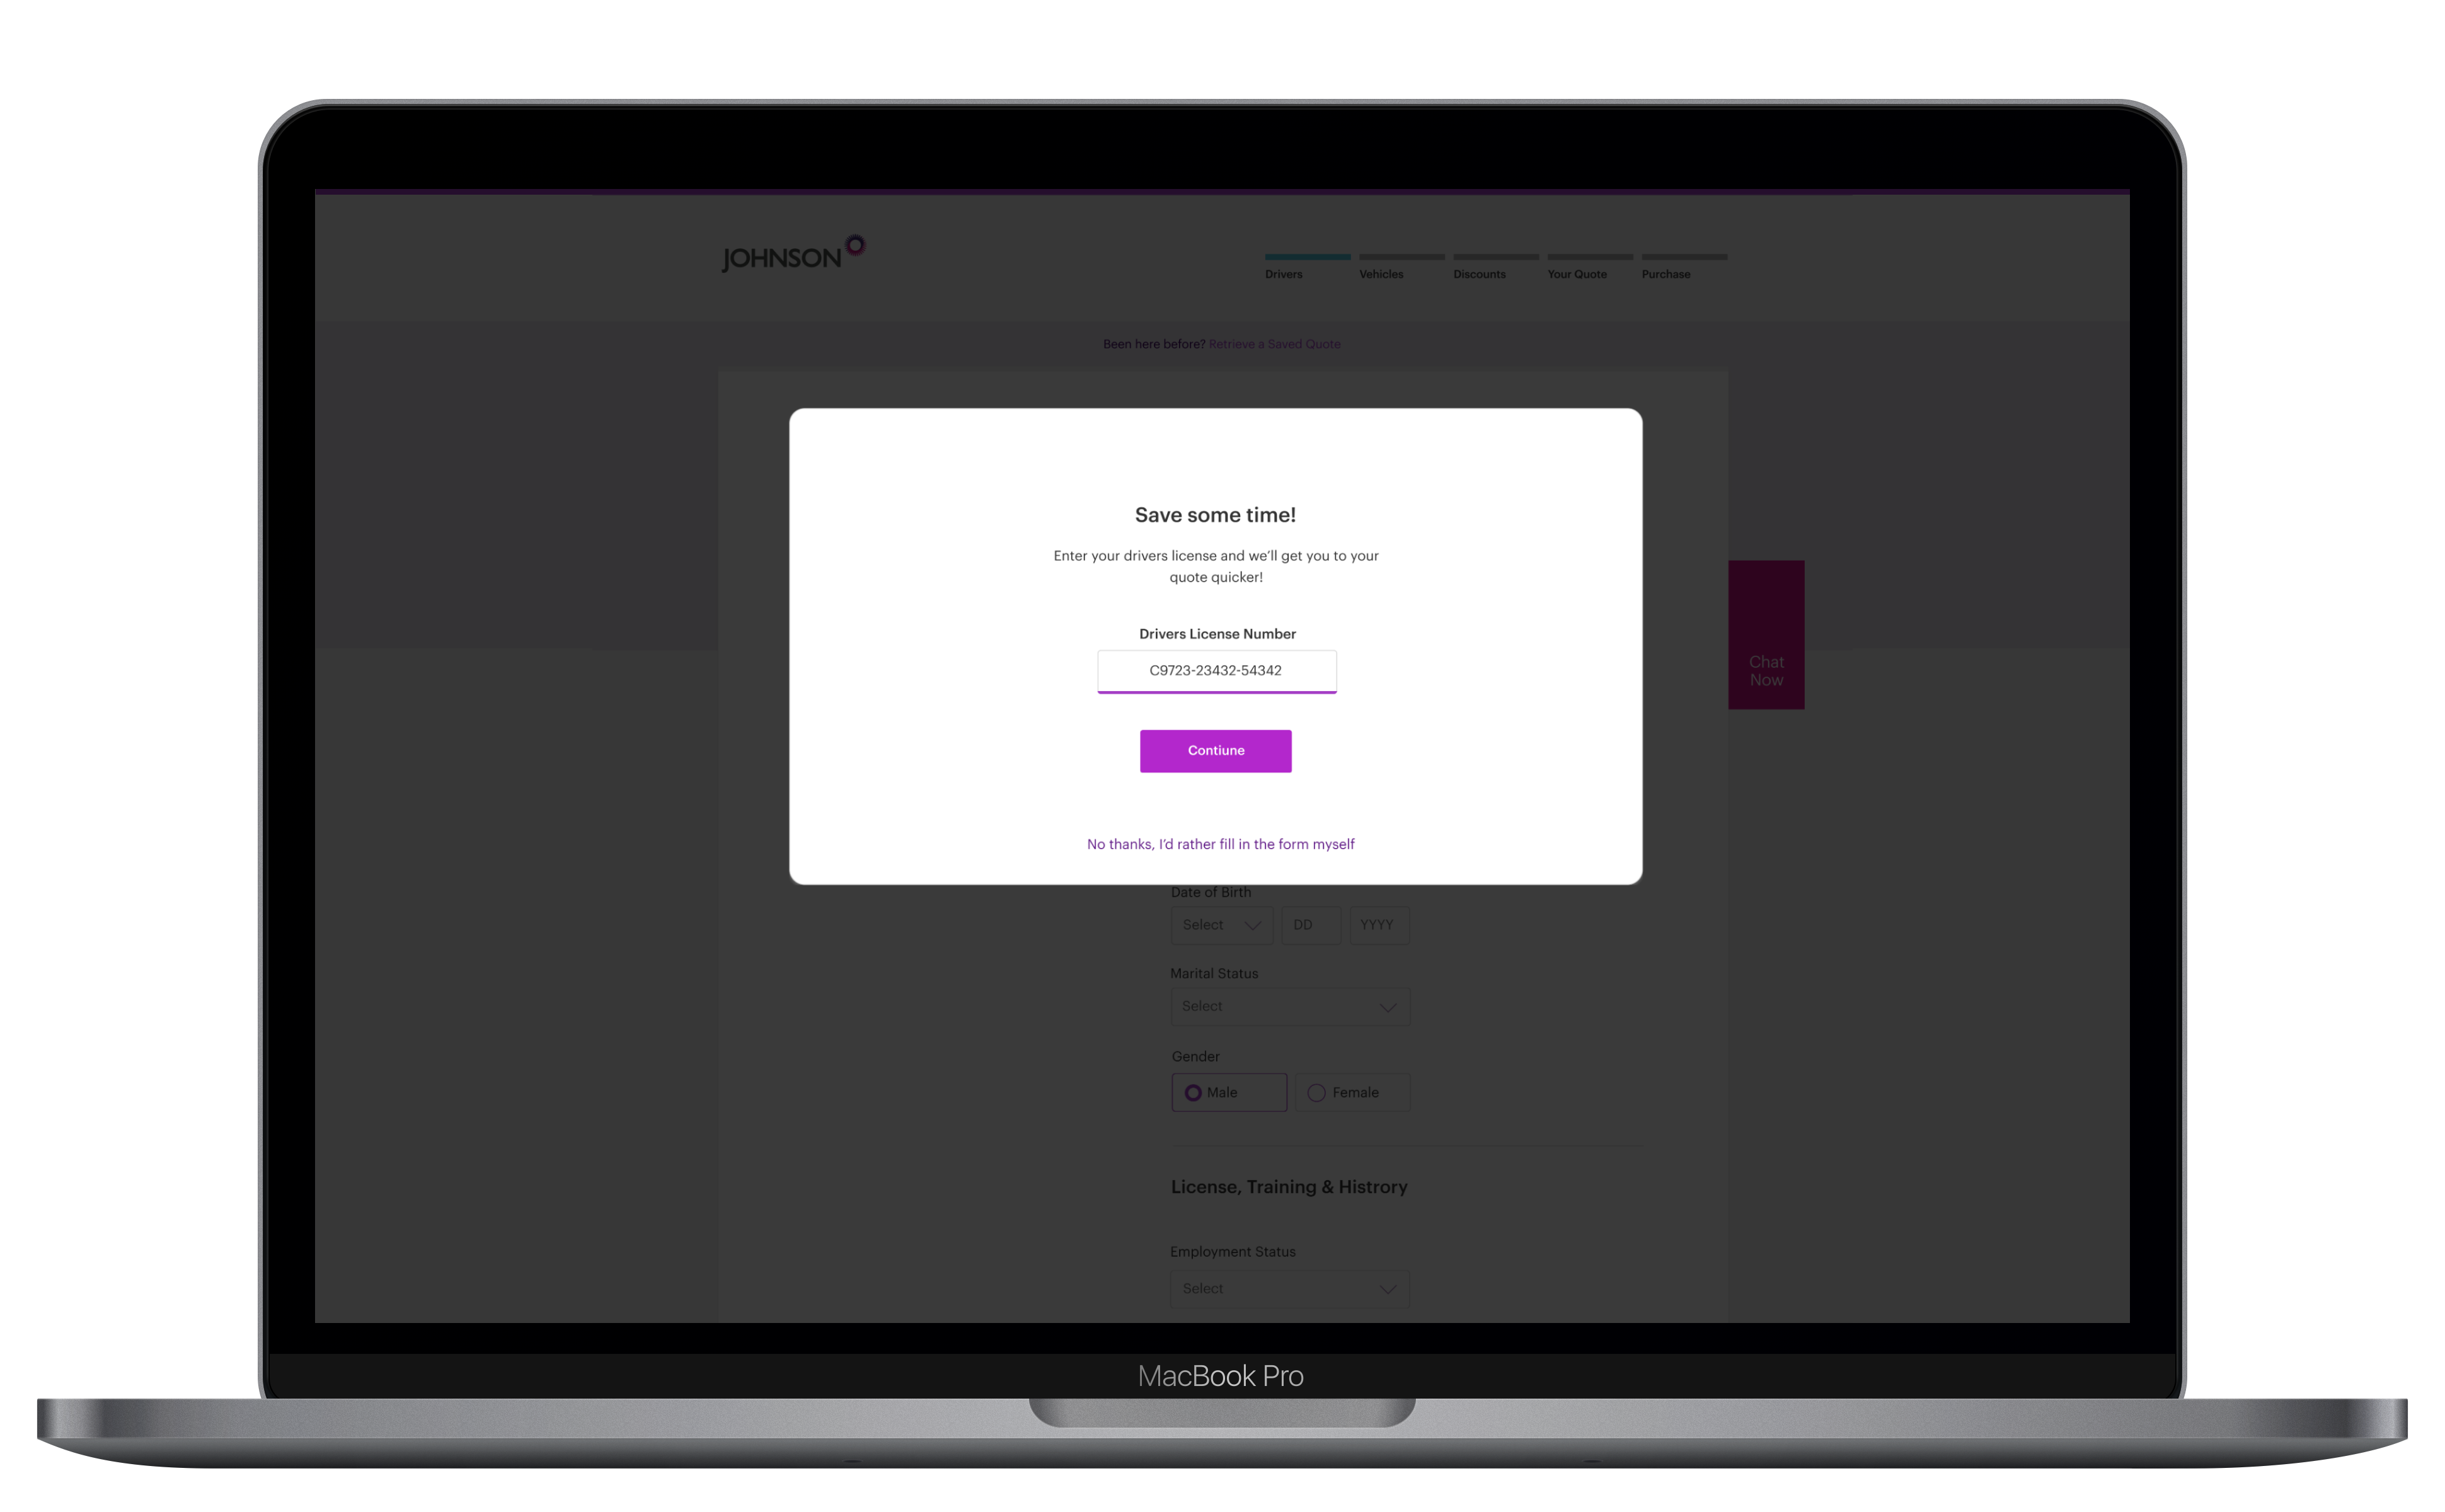 JOHNSON
Drivers
Vehicles
Discounts
Your Quote
Purchase
Been here before? Retrieve a Saved Quote
Save some time!
Enter your drivers license and we'll get you to your
quote quicker!
Drivers License Number
C9723-23432-54342
Contiune
No thanks, I'd rather fill in the form myself
Chat
Now
Date of Birth
Select
DD
YYYY
Marital Status
Select
Gender
Male
Female
License, Training & Histrory
Employment Status
Select
MacBook Pro